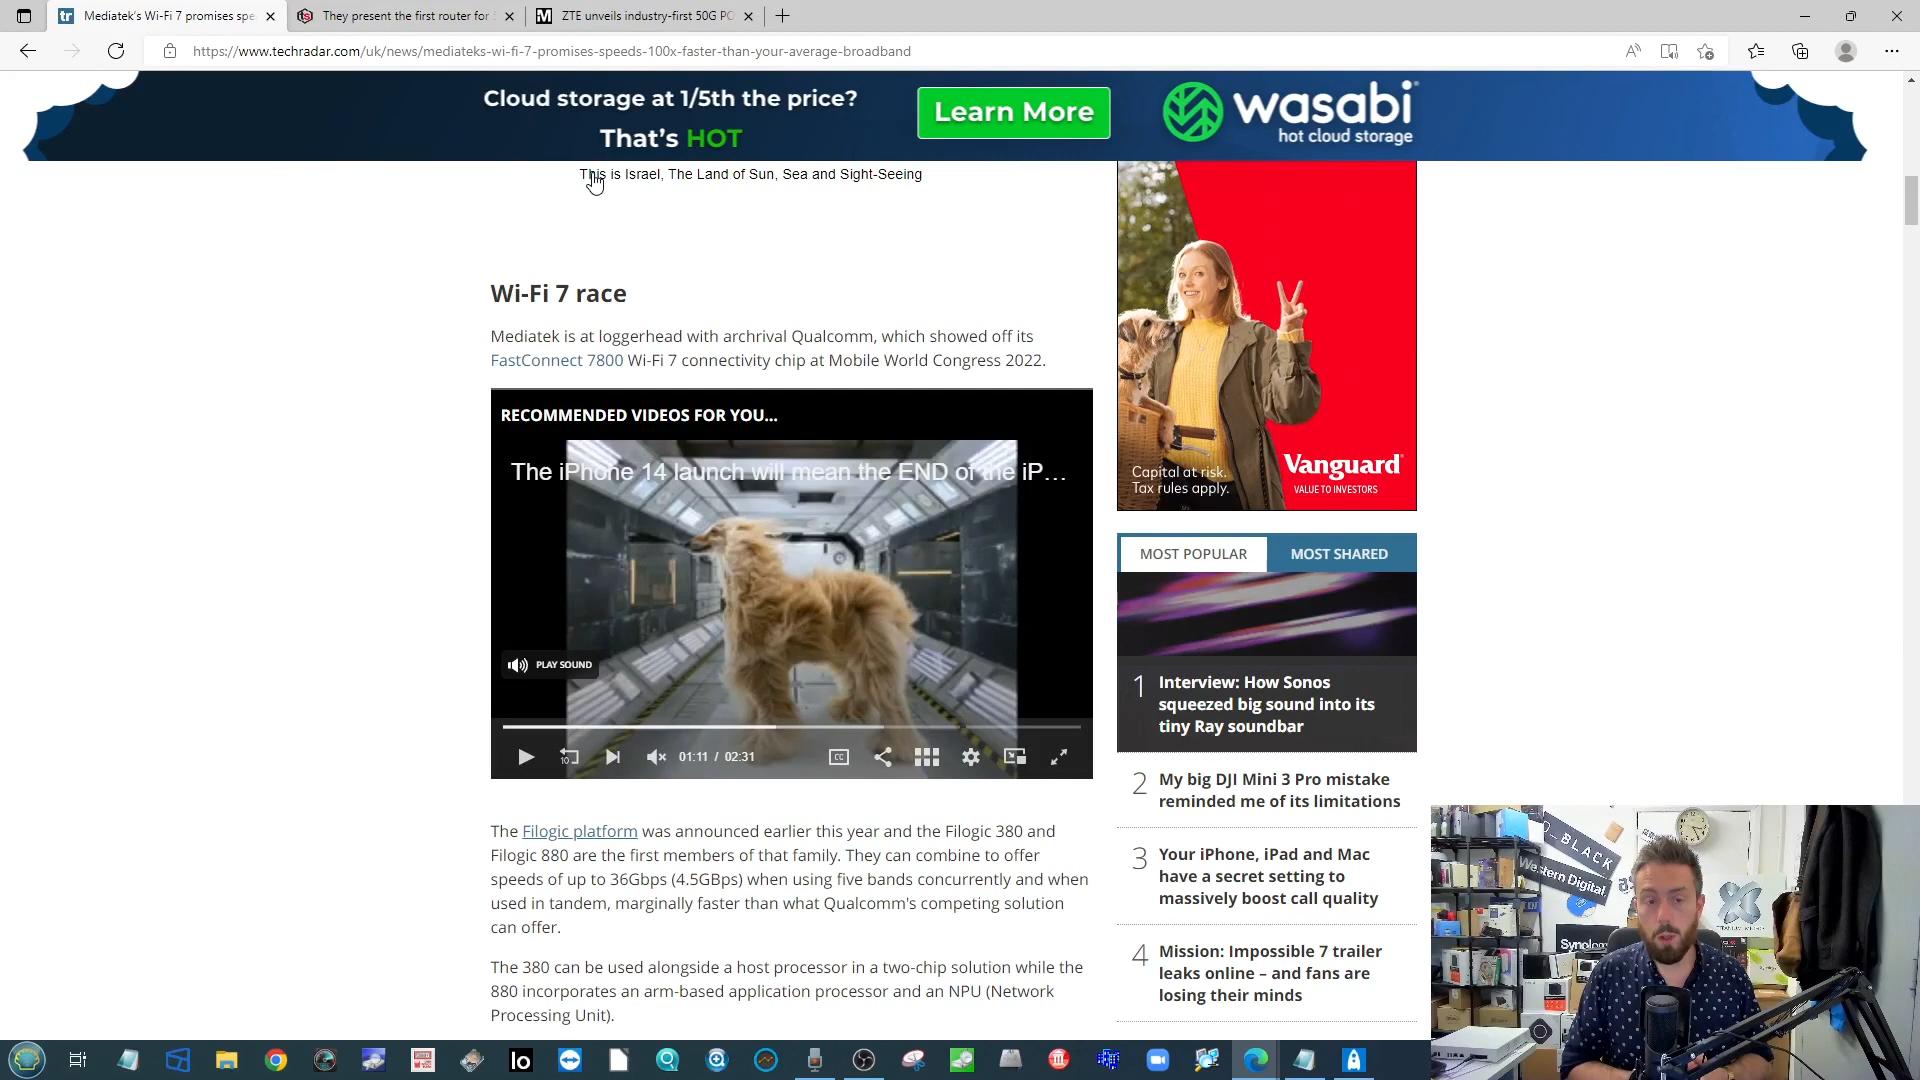 Mediatek's Wi-Fi 7 promises spe
They present the first router for
ZTE unveils industry-first 50G PO
https://www.techradar.com/uk/news/mediateks-wi-fi-7-promises-speeds-100x-faster-than-your-average-broadband
Cloud storage at 1/5th the price?
That's HOT
Learn More
wasabi
hot cloud storage
This is Israel, The Land of Sun, Sea and Sight-Seeing
Wi-Fi 7 race
Mediatek is at loggerhead with archrival Qualcomm, which showed off its
FastConnect 7800 Wi-Fi 7 connectivity chip at Mobile World Congress 2022.
RECOMMENDED VIDEOS FOR YOU...
The iPhone 14 launch will mean the END of the iP...
PLAY SOUND
10
01:11 / 02:31
CC
The Filogic platform was announced earlier this year and the Filogic 380 and
Filogic 880 are the first members of that family. They can combine to offer
speeds of up to 36Gbps (4.5GBps) when using five bands concurrently and when
used in tandem, marginally faster than what Qualcomm's competing solution
can offer.
The 380 can be used alongside a host processor in a two-chip solution while the
880 incorporates an arm-based application processor and an NPU (Network
Processing Unit).
Capital at risk.
Tax rules apply.
Vanguard
VALUE TO INVESTORS
MOST POPULAR
MOST SHARED
1 Interview: How Sonos
squeezed big sound into its
tiny Ray soundbar
2 My big DJI Mini 3 Pro mistake
reminded me of its limitations
3 Your iPhone, iPad and Mac
have a secret setting to
massively boost call quality
4 Mission: Impossible 7 trailer
leaks online – and fans are
losing their minds
BLACK
Western Digital.
Synology